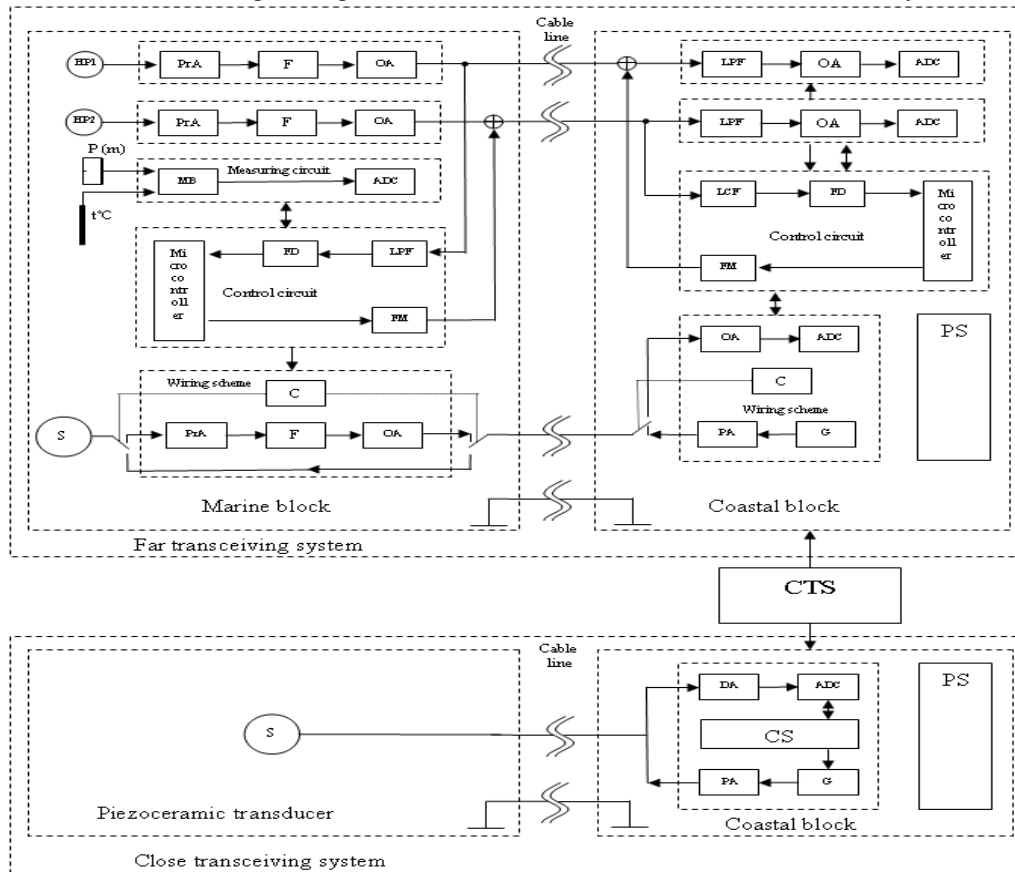 Cable
line
HP1
PrA
F
OA
LPF
OA
ADC
HP2
PrA
F
OA
LPF
OA
ADC
P (m)
Measuring circuit
MB
ADC
t°C
LCF
FD
Mi
cro
co
ntr
oll
er
Control circuit
FM
Mi
cro
co
ntr
oll
er
FD
LPF
Control circuit
FM
OA
ADC
PS
C
Wiring scheme
PA
G
Wiring scheme
C
S
PrA
F
OA
Marine block
Coastal block
Far transceiving system
CTS
Cable
line
S
DA
ADC
CS
PA
G
PS
Piezoceramic transducer
Coastal block
Close transceiving system